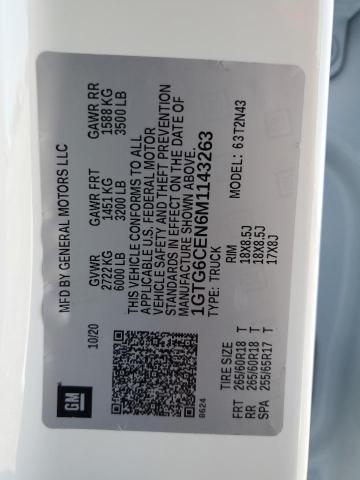 MFD BY GENERAL MOTORS LLC
10/20
GM
GVWR GAWR FRT GAWR RR
2722 KG 1451 KG 1588 KG
6000 LB 3200 LB 3500 LB
THIS VEHICLE CONFORMS TO ALL
APPLICABLE U.S. FEDERAL MOTOR
VEHICLE SAFETY AND THEFT PREVENTION
STANDARDS IN EFFECT ON THE DATE OF
MANUFACTURE SHOWN ABOVE.
1GTG6CEN6M1143263
TYPE: TRUCK MODEL: 63T2N43
8624
TIRE SIZE RIM
FRT 265/60R18 T 18X8.5J
RR 265/60R18 T 18X8.5J
SPA 255/65R17 T 17X8J